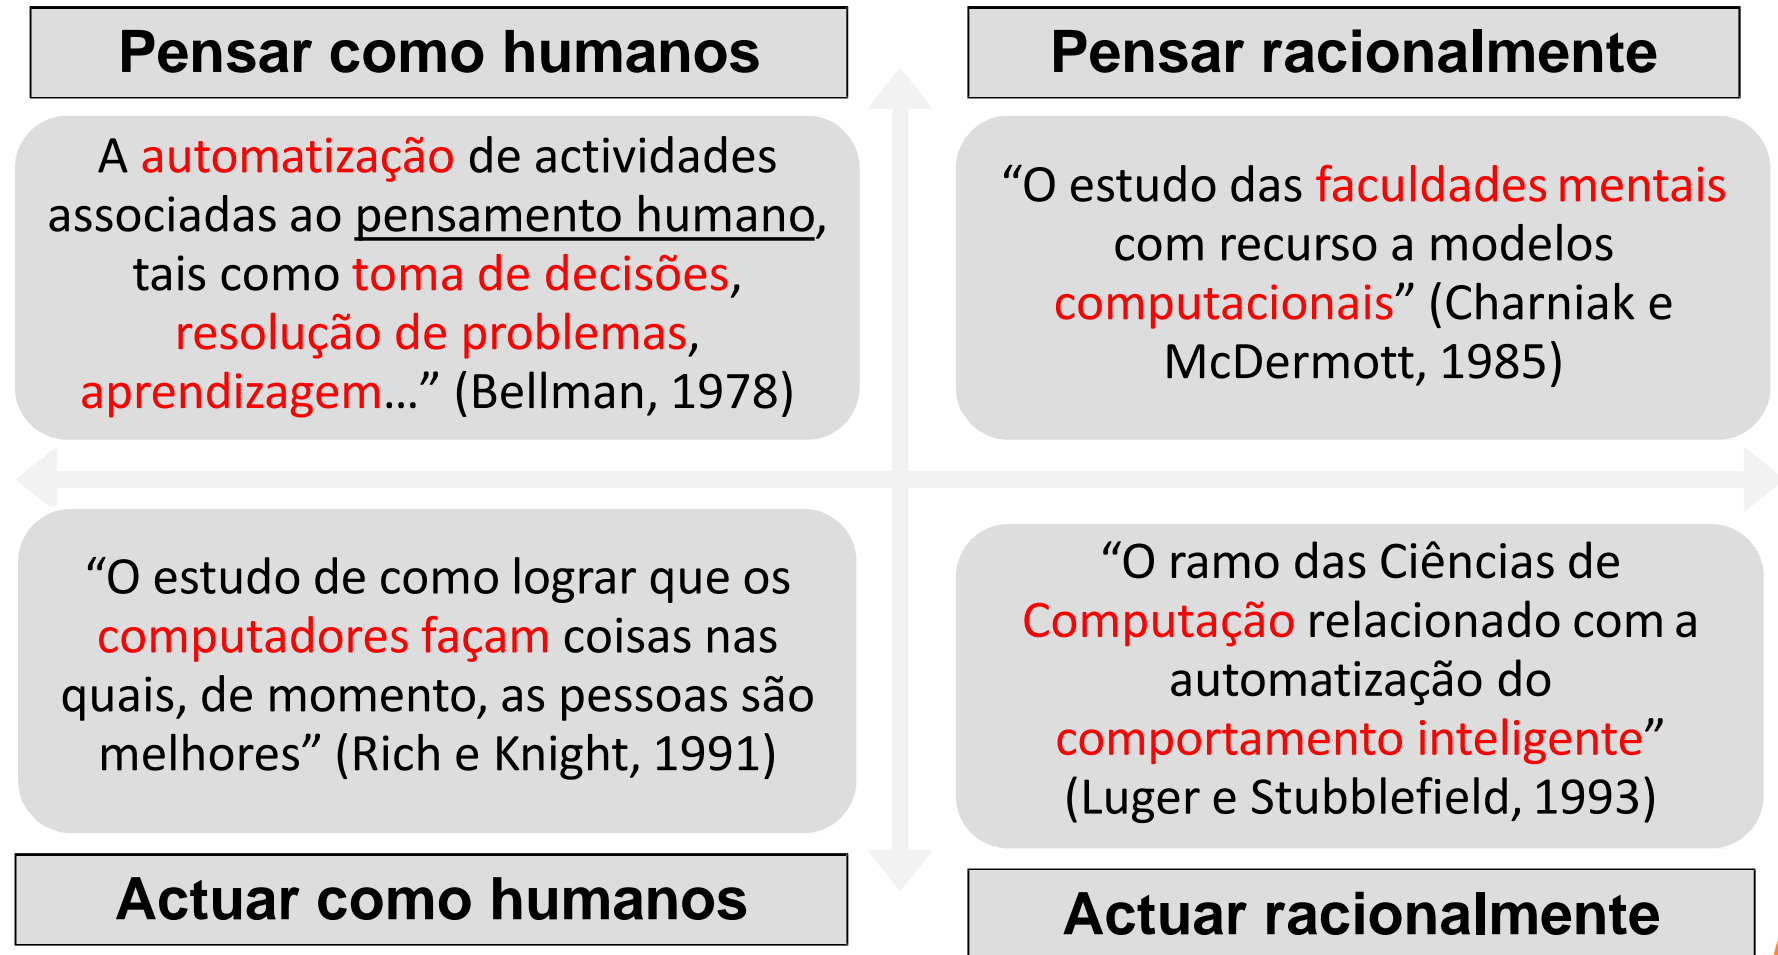 Pensar como humanos
A automatização de actividades
associadas ao pensamento humano,
tais como toma de decisões,
resolução de problemas,
aprendizagem…” (Bellman, 1978)
Pensar racionalmente
“O estudo das faculdades mentais
com recurso a modelos
computacionais” (Charniak e
McDermott, 1985)
“O estudo de como lograr que os
computadores façam coisas nas
quais, de momento, as pessoas são
melhores” (Rich e Knight, 1991)
Actuar como humanos
“O ramo das Ciências de
Computação relacionado com a
automatização do
comportamento inteligente”
(Luger e Stubblefield, 1993)
Actuar racionalmente